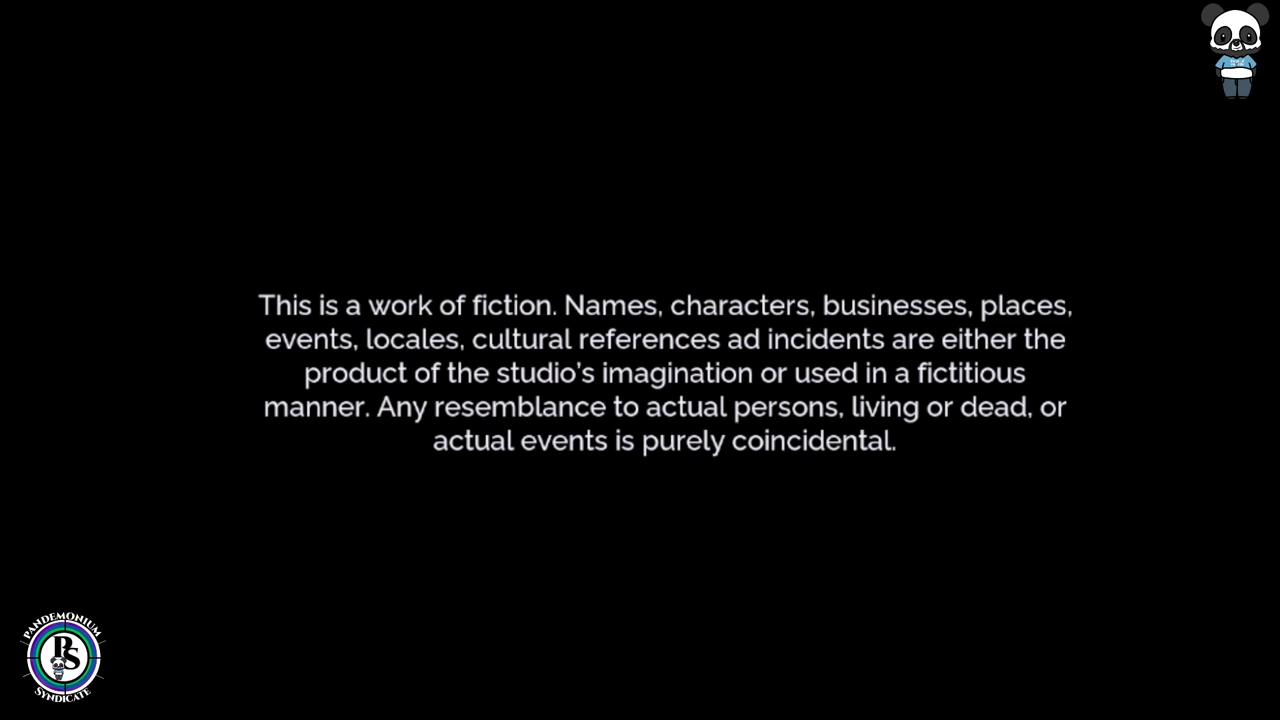 This is a work of fiction. Names, characters, businesses, places,
events, locales, cultural references ad incidents are either the
product of the studio's imagination or used in a fictitious
manner. Any resemblance to actual persons, living or dead, or
actual events is purely coincidental.
PANDEMONIUM
PS
SYNDICATE